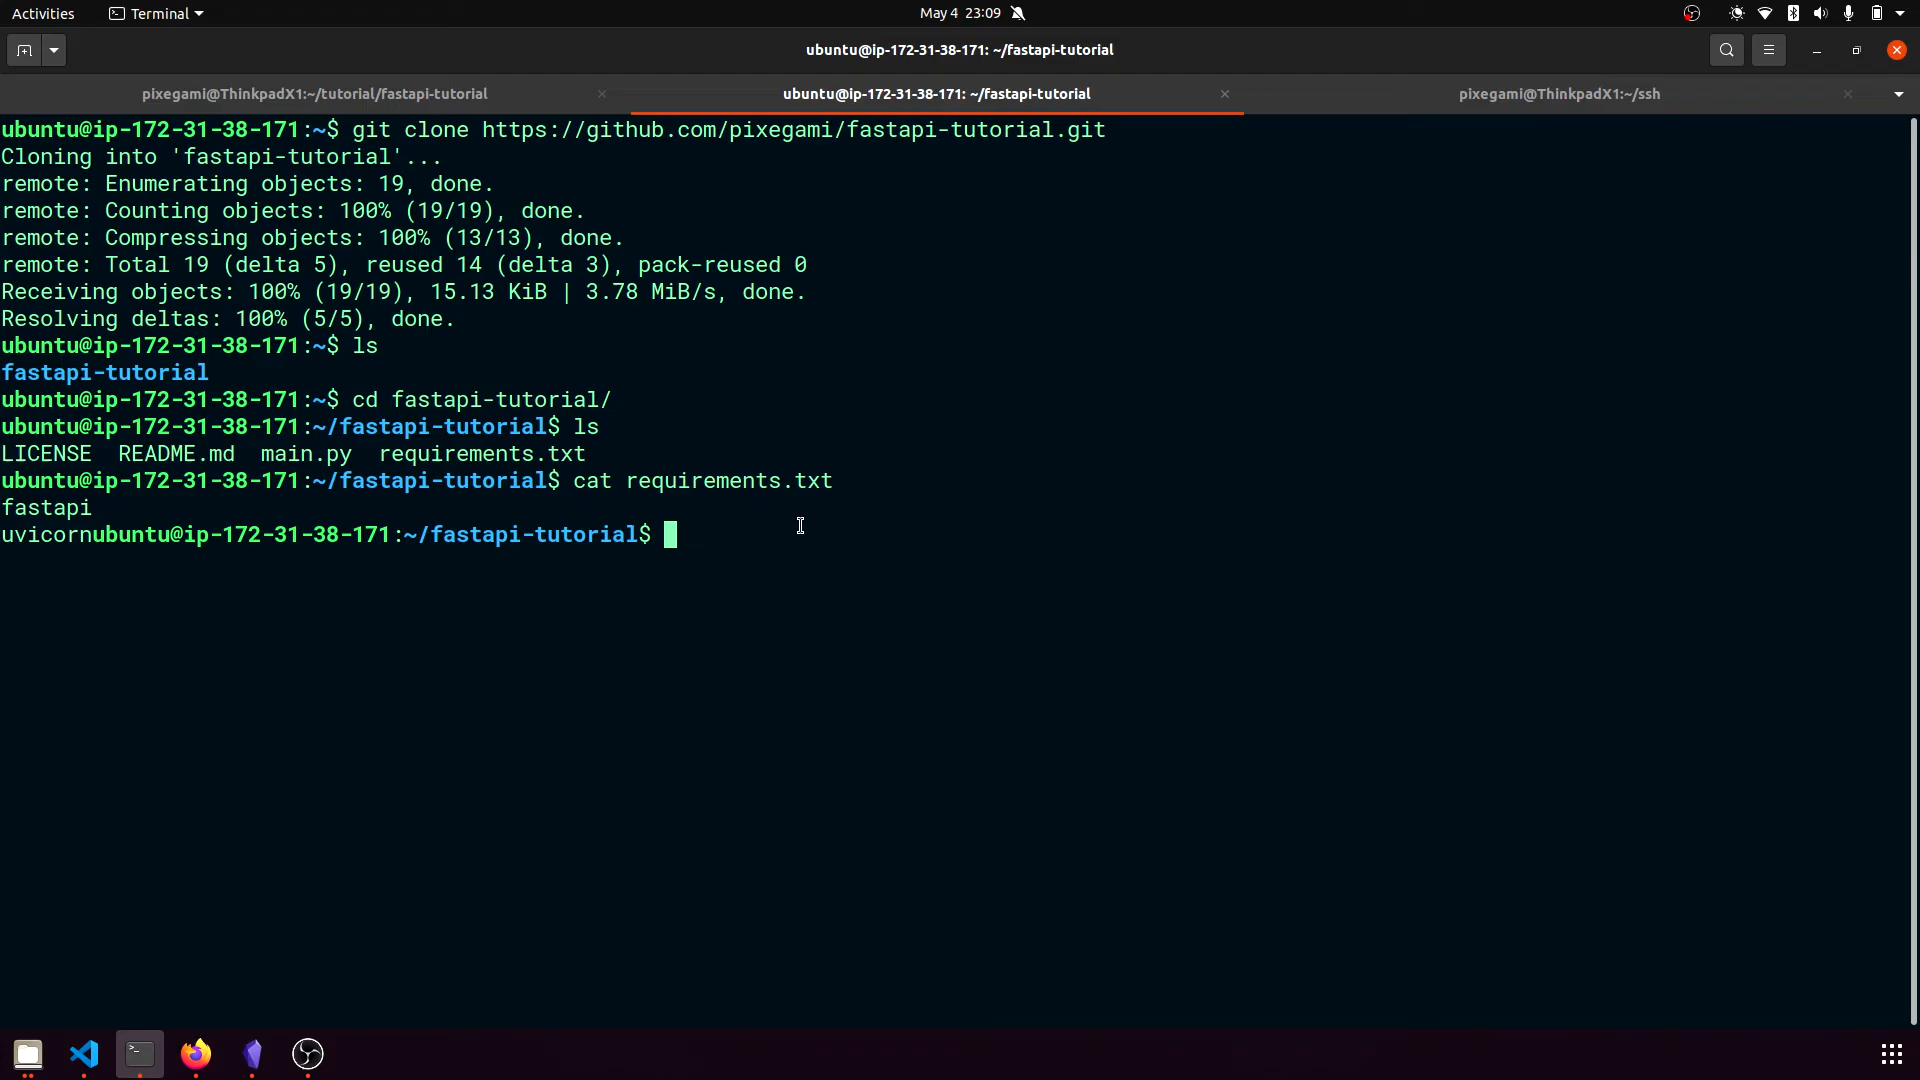 Activities Terminal May 4 23:09
ubuntu@ip-172-31-38-171: ~/fastapi-tutorial
pixegami@ThinkpadX1:~/tutorial/fastapi-tutorial ubuntu@ip-172-31-38-171: ~/fastapi-tutorial pixegami@ThinkpadX1:~/ssh
ubuntu@ip-172-31-38-171:~$ git clone https://github.com/pixegami/fastapi-tutorial.git
Cloning into 'fastapi-tutorial'...
remote: Enumerating objects: 19, done.
remote: Counting objects: 100% (19/19), done.
remote: Compressing objects: 100% (13/13), done.
remote: Total 19 (delta 5), reused 14 (delta 3), pack-reused 0
Receiving objects: 100% (19/19), 15.13 KiB | 3.78 MiB/s, done.
Resolving deltas: 100% (5/5), done.
ubuntu@ip-172-31-38-171:~$ ls
fastapi-tutorial
ubuntu@ip-172-31-38-171:~$ cd fastapi-tutorial/
ubuntu@ip-172-31-38-171:~/fastapi-tutorial$ ls
LICENSE  README.md  main.py  requirements.txt
ubuntu@ip-172-31-38-171:~/fastapi-tutorial$ cat requirements.txt
fastapi
uvicornubuntu@ip-172-31-38-171:~/fastapi-tutorial$